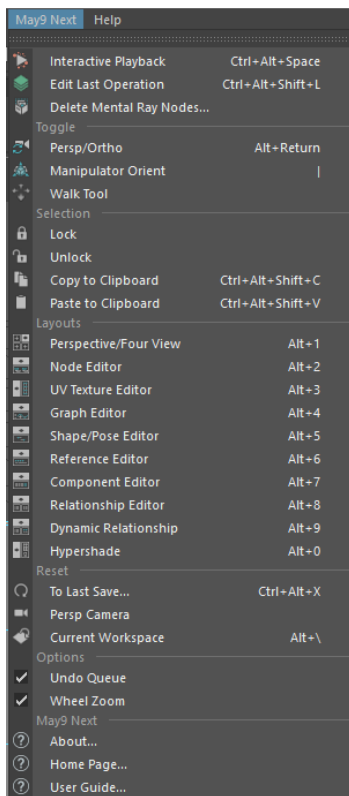 May9 Next Help
Interactive Playback Ctrl+Alt+Space
Edit Last Operation Ctrl+Alt+Shift+L
Delete Mental Ray Nodes...
Toggle
Persp/Ortho Alt+Return
Manipulator Orient |
Walk Tool
Selection
Lock
Unlock
Copy to Clipboard Ctrl+Alt+Shift+C
Paste to Clipboard Ctrl+Alt+Shift+V
Layouts
Perspective/Four View Alt+1
Node Editor Alt+2
UV Texture Editor Alt+3
Graph Editor Alt+4
Shape/Pose Editor Alt+5
Reference Editor Alt+6
Component Editor Alt+7
Relationship Editor Alt+8
Dynamic Relationship Alt+9
Hypershade Alt+0
Reset
To Last Save... Ctrl+Alt+X
Persp Camera
Current Workspace Alt+\
Options
Undo Queue
Wheel Zoom
May9 Next
About...
Home Page...
User Guide...